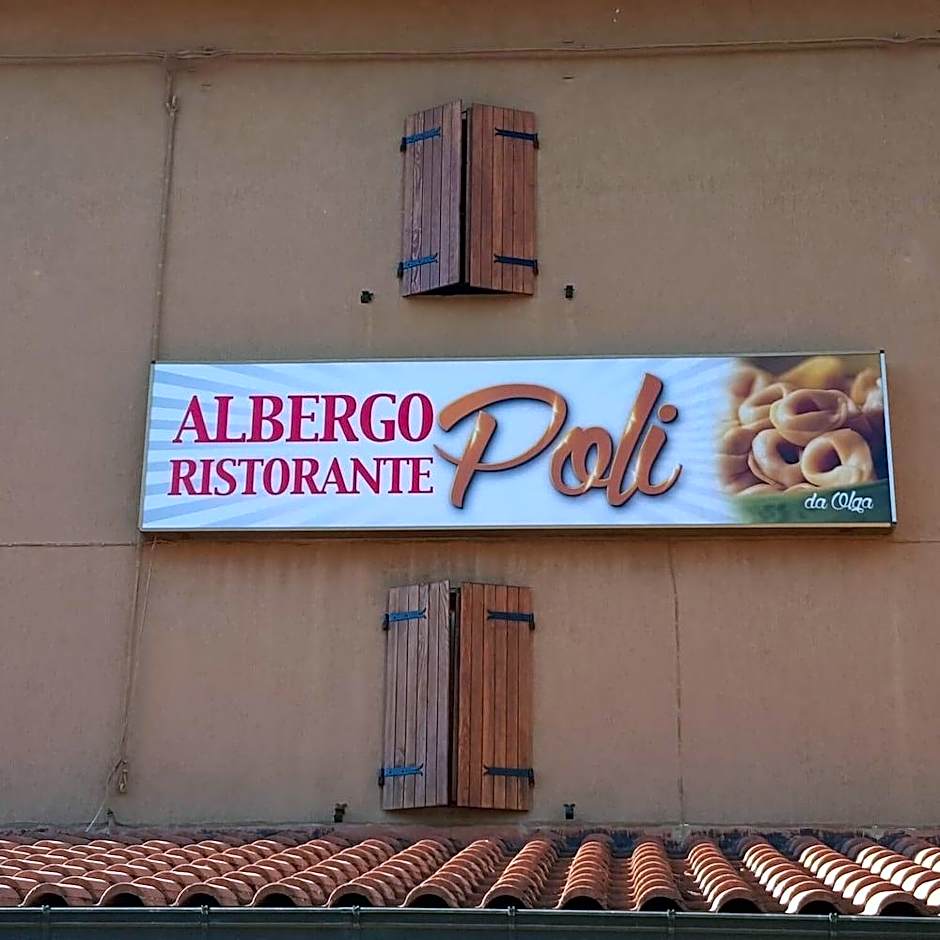 ALBERGO
RISTORANTE
Poli
da Olga